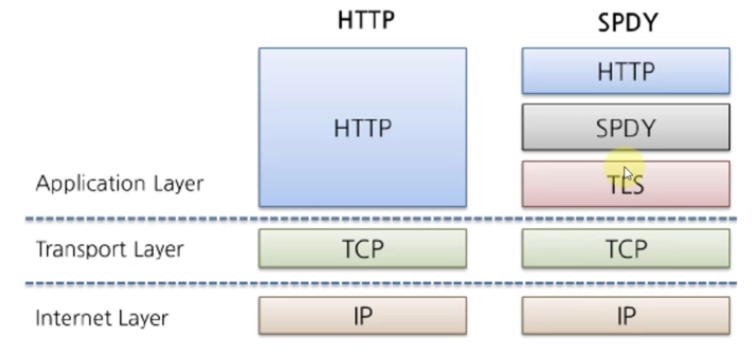 HTTP SPDY
HTTP
HTTP
SPDY
Application Layer TLS
Transport Layer TCP TCP
Internet Layer IP IP